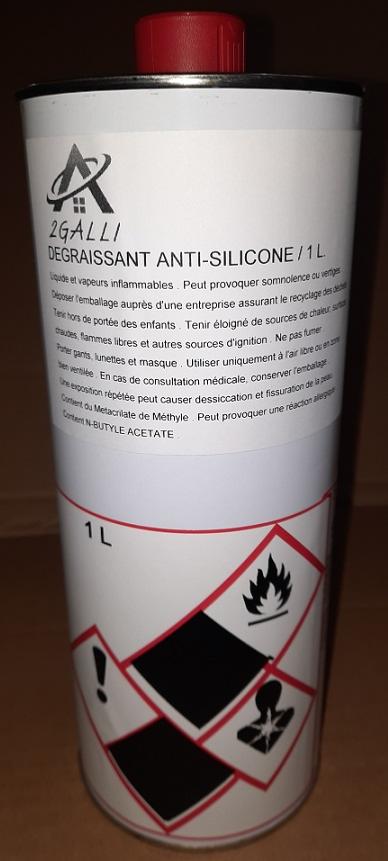 2GALLI
DEGRAISSANT ANTI-SILICONE / 1 L
Liquide et vapeurs inflammables . Peut provoquer somnolence ou vertiges
Déposer l'emballage auprès d'une entreprise assurant le recyclage des
Tenir hors de portée des enfants . Tenir éloigné de sources de chaleur,
chaudes, flammes libres et autres sources d'ignition . Ne pas fumer
Porter gants, lunettes et masque . Utiliser uniquement à l'air libre ou en zone
bien ventilée . En cas de consultation médicale, conserver l'emballage
Une exposition répétée peut causer dessiccation et fissuration de la peau
Contient du Metacrilate de Méthyle . Peut provoquer une réaction allergique
Contient N-BUTYLE ACETATE .
1 L